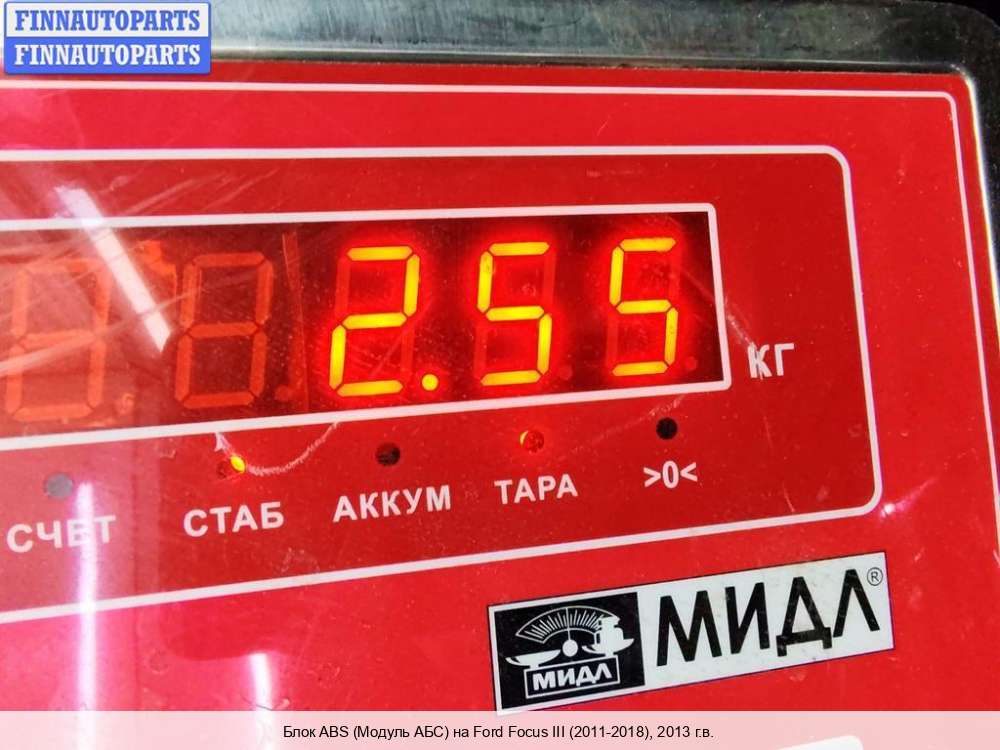 FINNAUTOPARTS
FINNAUTOPARTS
2.55
КГ
СЧЕТ
СТАБ
АККУМ
ТАРА
>0<
МИДЛ
МИДЛ®
Блок ABS (Модуль АБС) на Ford Focus III (2011-2018), 2013 г.в.